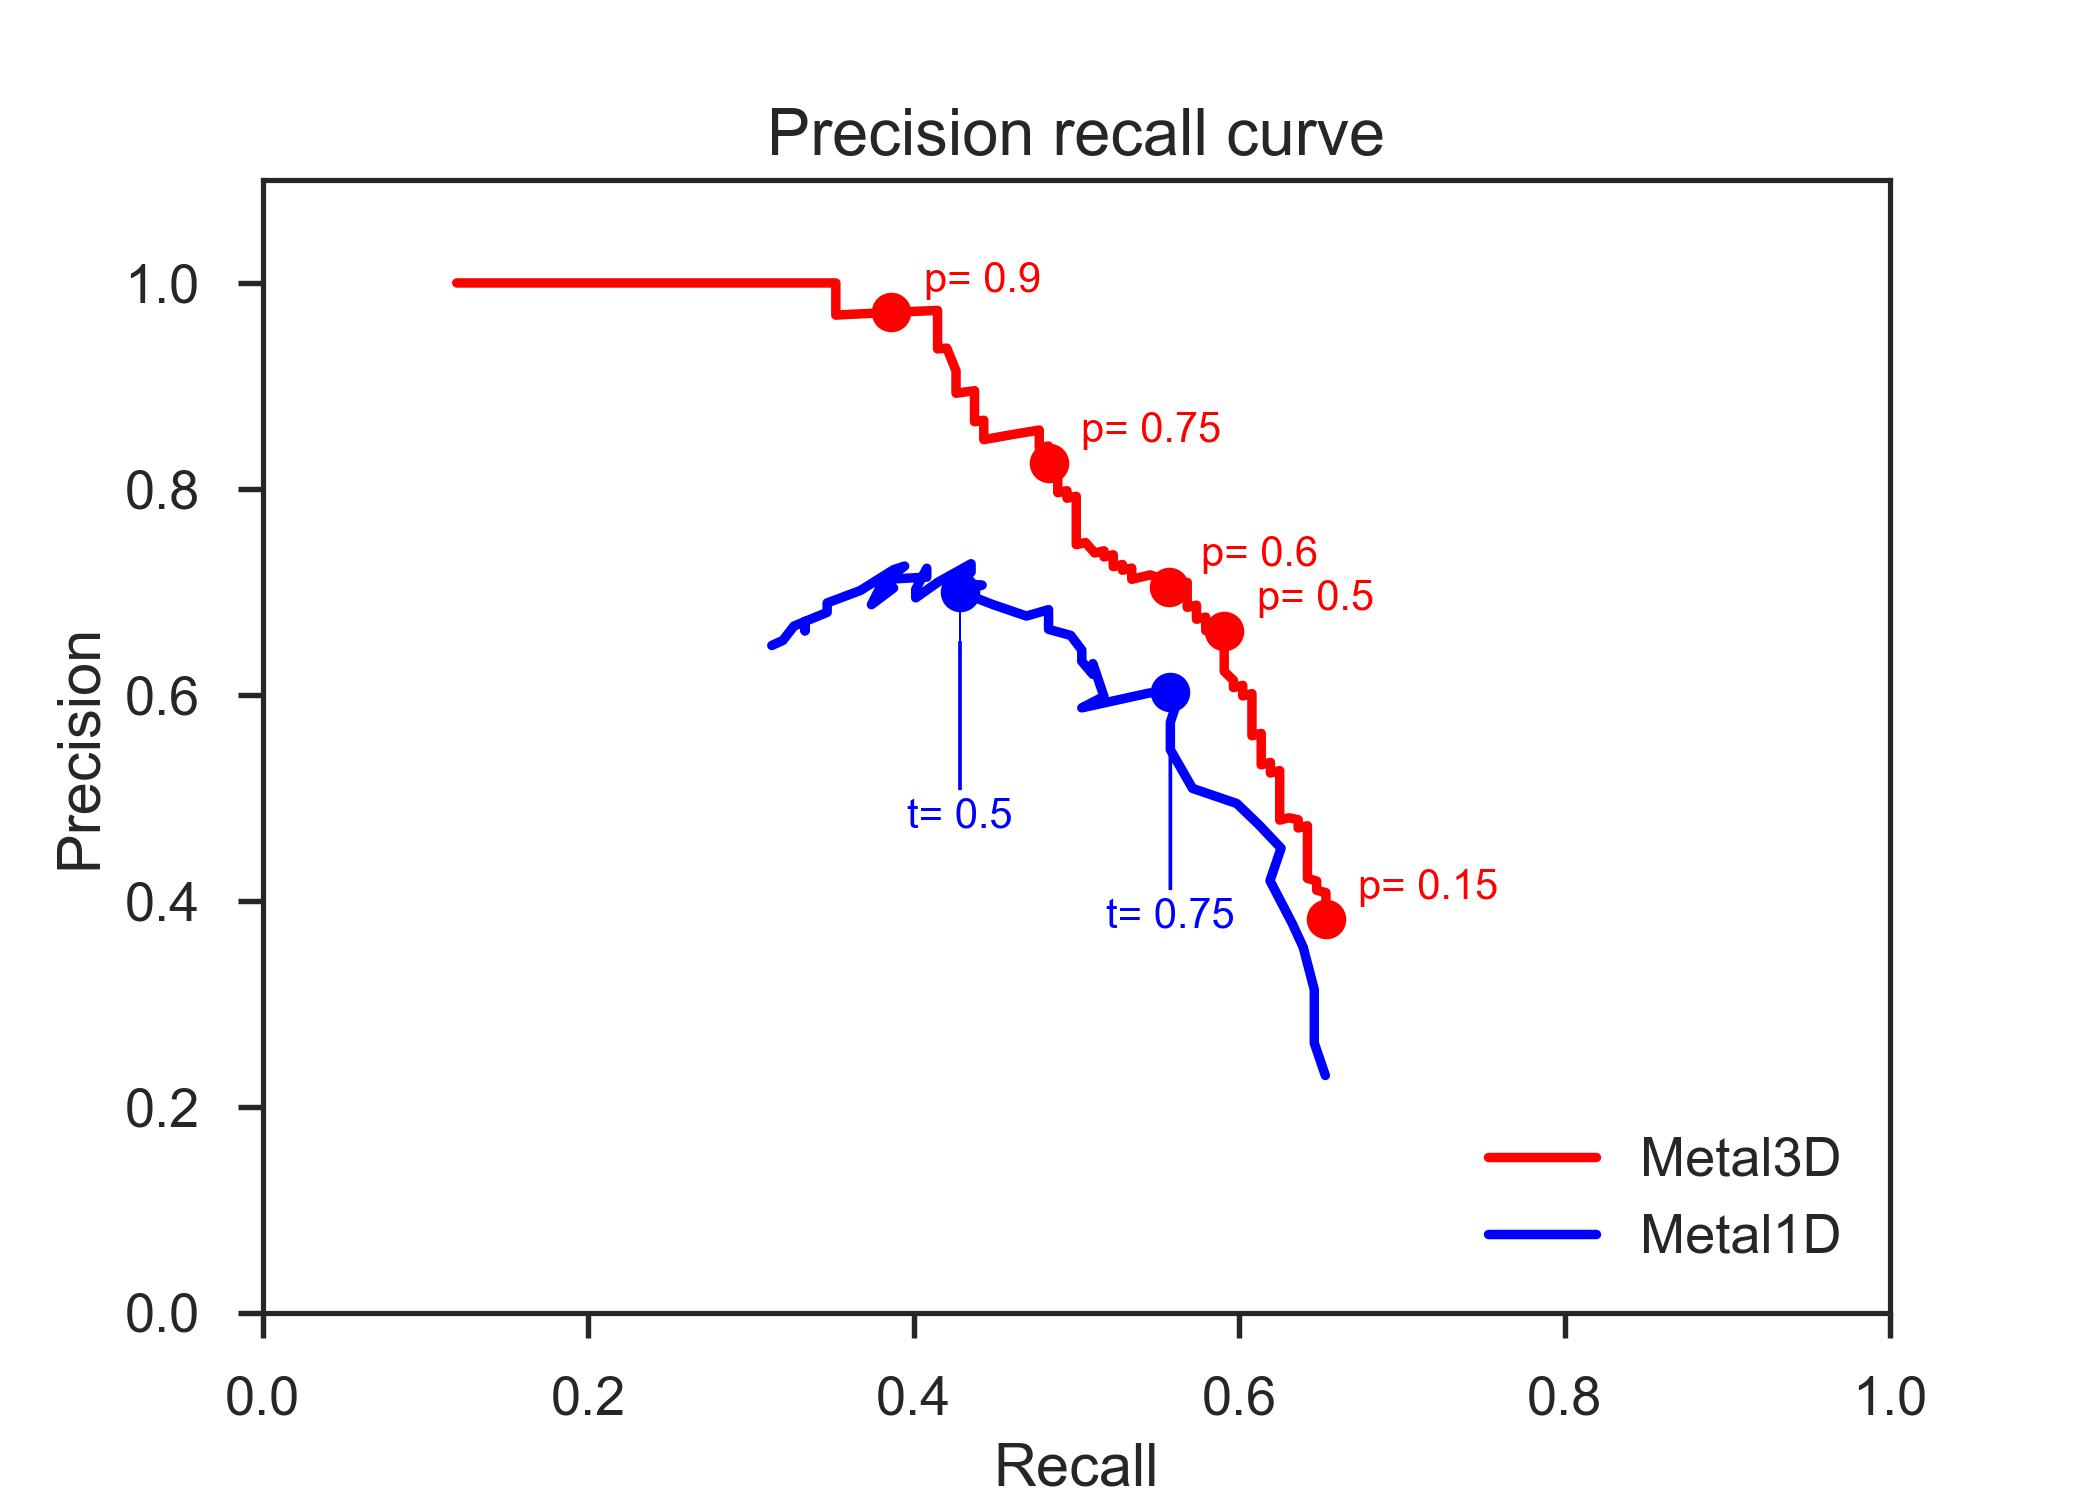 Precision recall curve
Precision
1.0
0.8
0.6
0.4
0.2
0.0
p= 0.9
p= 0.75
p= 0.6
p= 0.5
t= 0.5
p= 0.15
t= 0.75
Metal3D
Metal1D
0.0 0.2 0.4 0.6 0.8 1.0
Recall